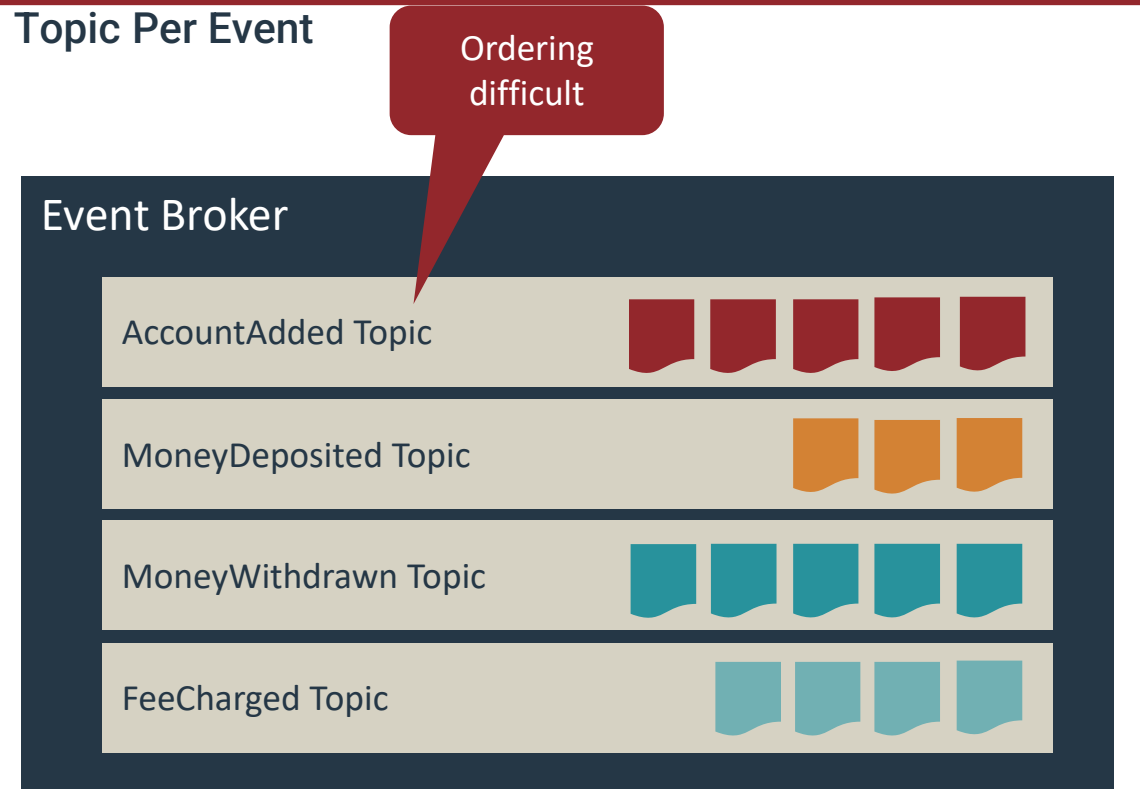 Topic Per Event
Ordering
difficult
Event Broker
AccountAdded Topic
MoneyDeposited Topic
MoneyWithdrawn Topic
FeeCharged Topic